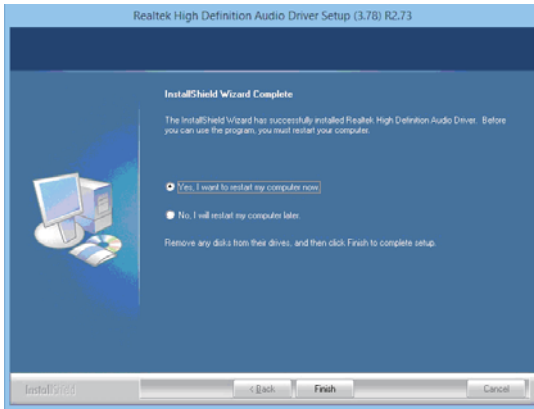 Realtek High Definition Audio Driver Setup (3.78) R2.73
InstallShield Wizard Complete
The InstallShield Wizard has successfully installed Realtek High Definition Audio Driver. Before
you can use the program, you must restart your computer.
Yes, I want to restart my computer now.
No, I will restart my computer later.
Remove any disks from their drives, and then click Finish to complete setup.
InstallShield
< Back
Finish
Cancel